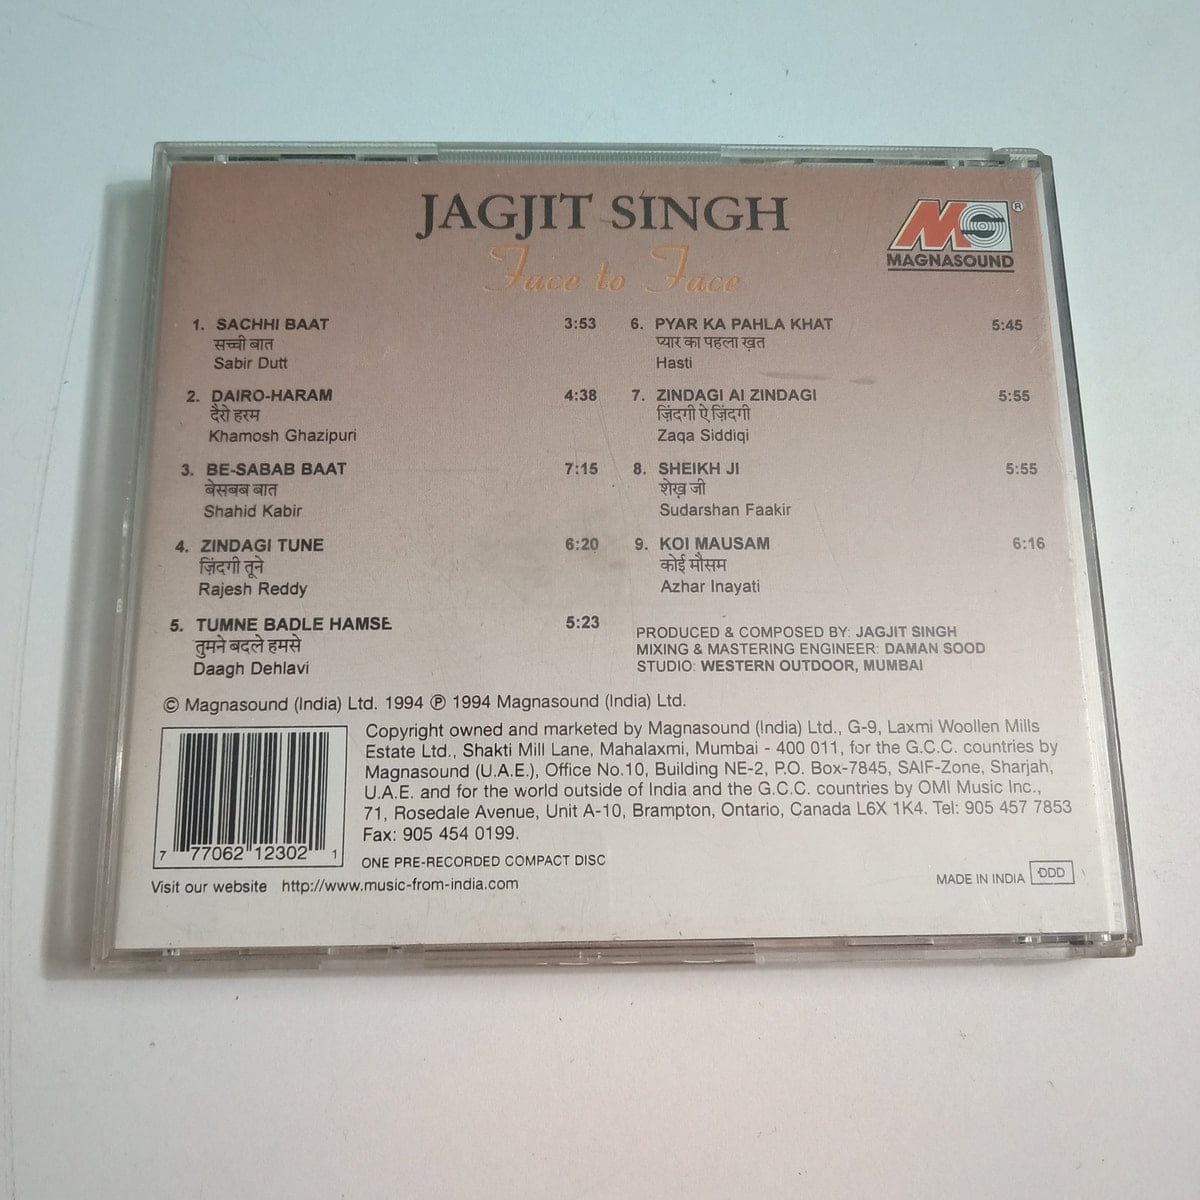 JAGJIT SINGH
Face to Face
MAGNASOUND
®
1. SACHHI BAAT 3:53
सच्ची बात
Sabir Dutt
2. DAIRO-HARAM 4:38
दैरो हरम
Khamosh Ghazipuri
3. BE-SABAB BAAT 7:15
बेसबब बात
Shahid Kabir
4. ZINDAGI TUNE 6:20
ज़िंदगी तूने
Rajesh Reddy
5. TUMNE BADLE HAMSE 5:23
तुमने बदले हमसे
Daagh Dehlavi
6. PYAR KA PAHLA KHAT 5:45
प्यार का पहला ख़त
Hasti
7. ZINDAGI AI ZINDAGI 5:55
ज़िंदगी ऐ ज़िंदगी
Zaqa Siddiqi
8. SHEIKH JI 5:55
शेख़ जी
Sudarshan Faakir
9. KOI MAUSAM 6:16
कोई मौसम
Azhar Inayati
PRODUCED & COMPOSED BY: JAGJIT SINGH
MIXING & MASTERING ENGINEER: DAMAN SOOD
STUDIO: WESTERN OUTDOOR, MUMBAI
© Magnasound (India) Ltd. 1994 ℗ 1994 Magnasound (India) Ltd.
Copyright owned and marketed by Magnasound (India) Ltd., G-9, Laxmi Woollen Mills
Estate Ltd., Shakti Mill Lane, Mahalaxmi, Mumbai - 400 011, for the G.C.C. countries by
Magnasound (U.A.E.), Office No.10, Building NE-2, P.O. Box-7845, SAIF-Zone, Sharjah,
U.A.E. and for the world outside of India and the G.C.C. countries by OMI Music Inc.,
71, Rosedale Avenue, Unit A-10, Brampton, Ontario, Canada L6X 1K4. Tel: 905 457 7853
Fax: 905 454 0199.
7 77062 12302 1
ONE PRE-RECORDED COMPACT DISC
Visit our website http://www.music-from-india.com
MADE IN INDIA DDD